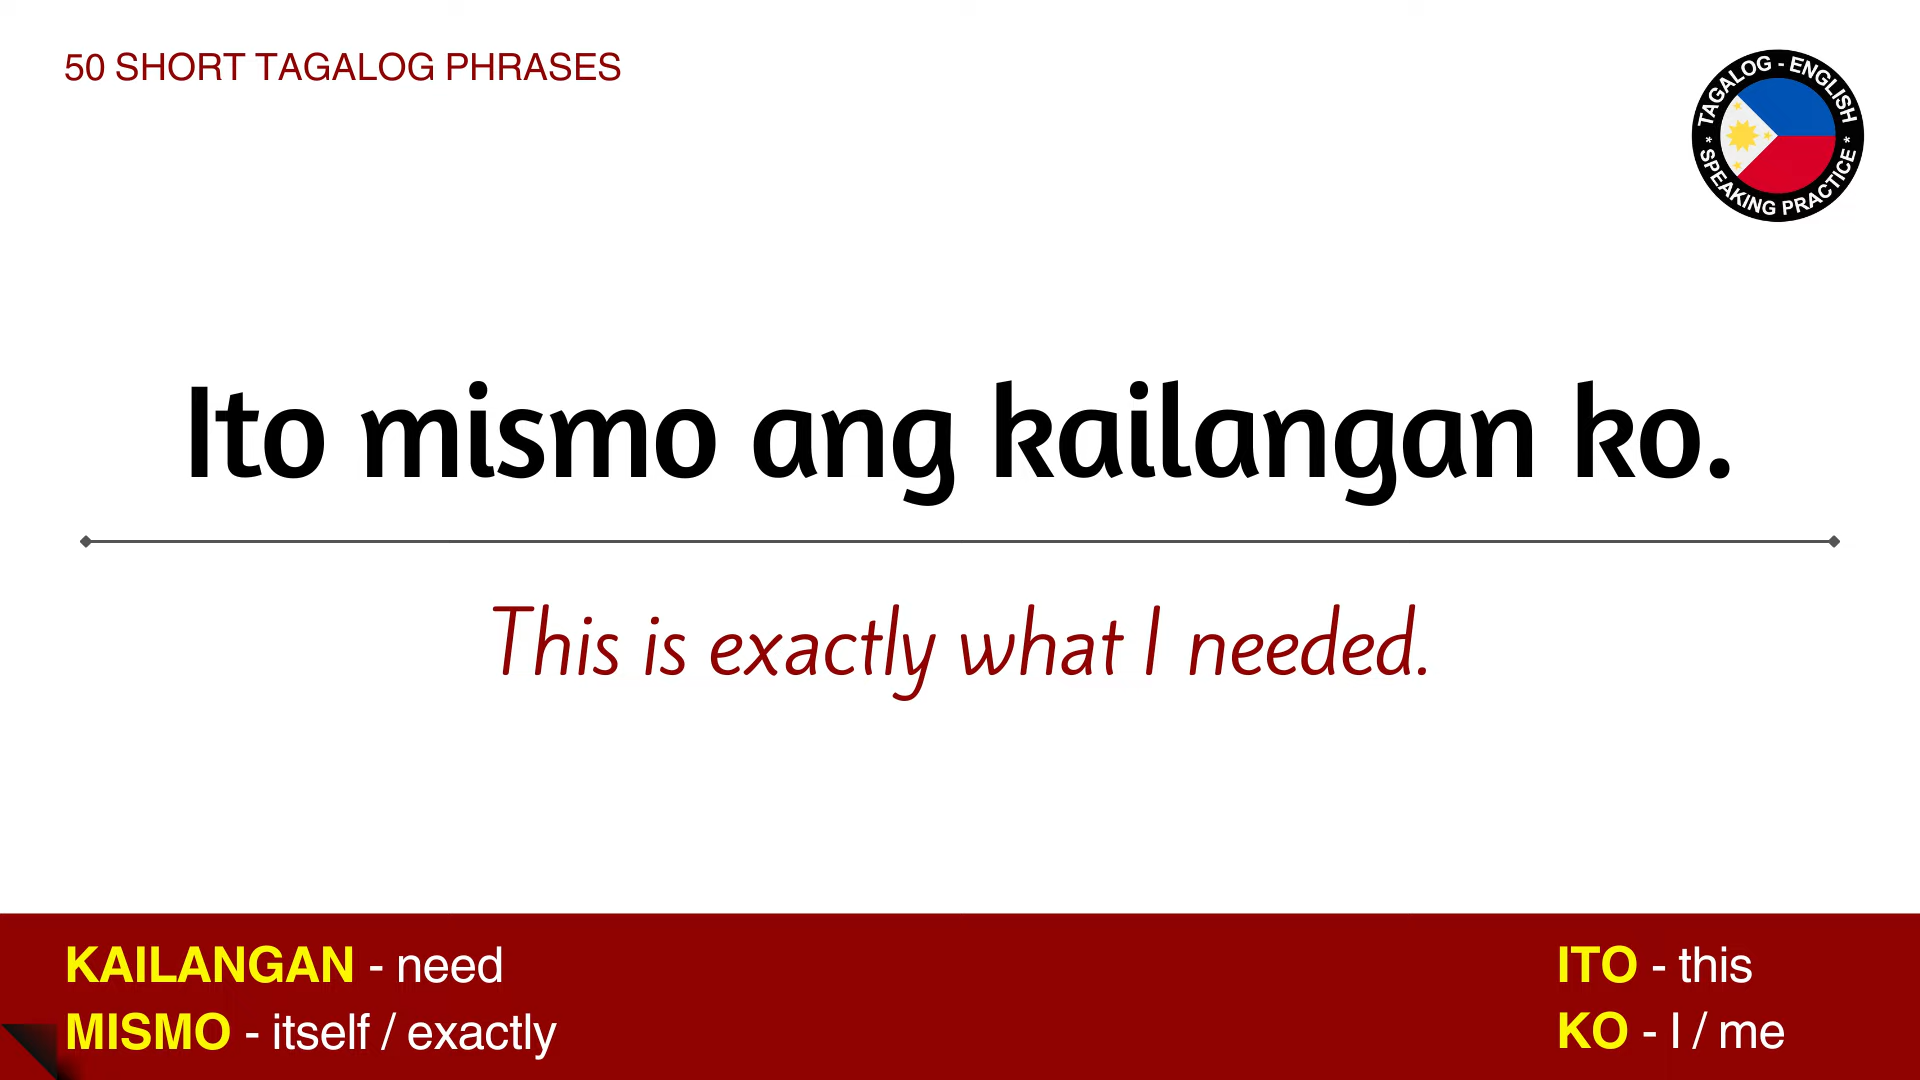 50 SHORT TAGALOG PHRASES
TAGALOG - ENGLISH
* SPEAKING PRACTICE *
Ito mismo ang kailangan ko.
This is exactly what I needed.
KAILANGAN - need
MISMO - itself / exactly
ITO - this
KO - I / me